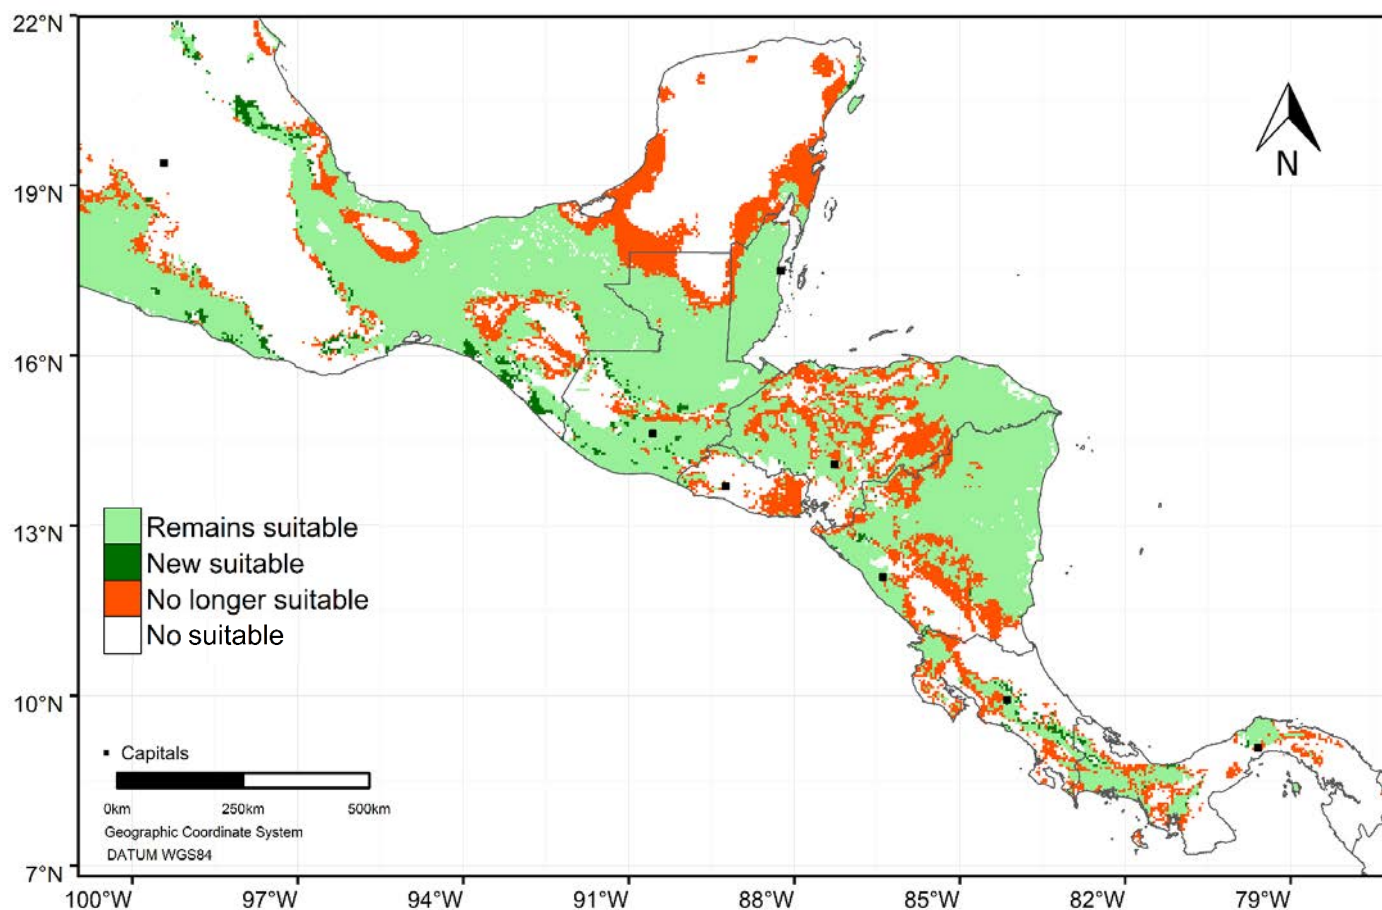 22°N
19°N
16°N
13°N
10°N
7°N
N
Remains suitable
New suitable
No longer suitable
No suitable
Capitals
0km 250km 500km
Geographic Coordinate System
DATUM WGS84
100°W 97°W 94°W 91°W 88°W 85°W 82°W 79°W